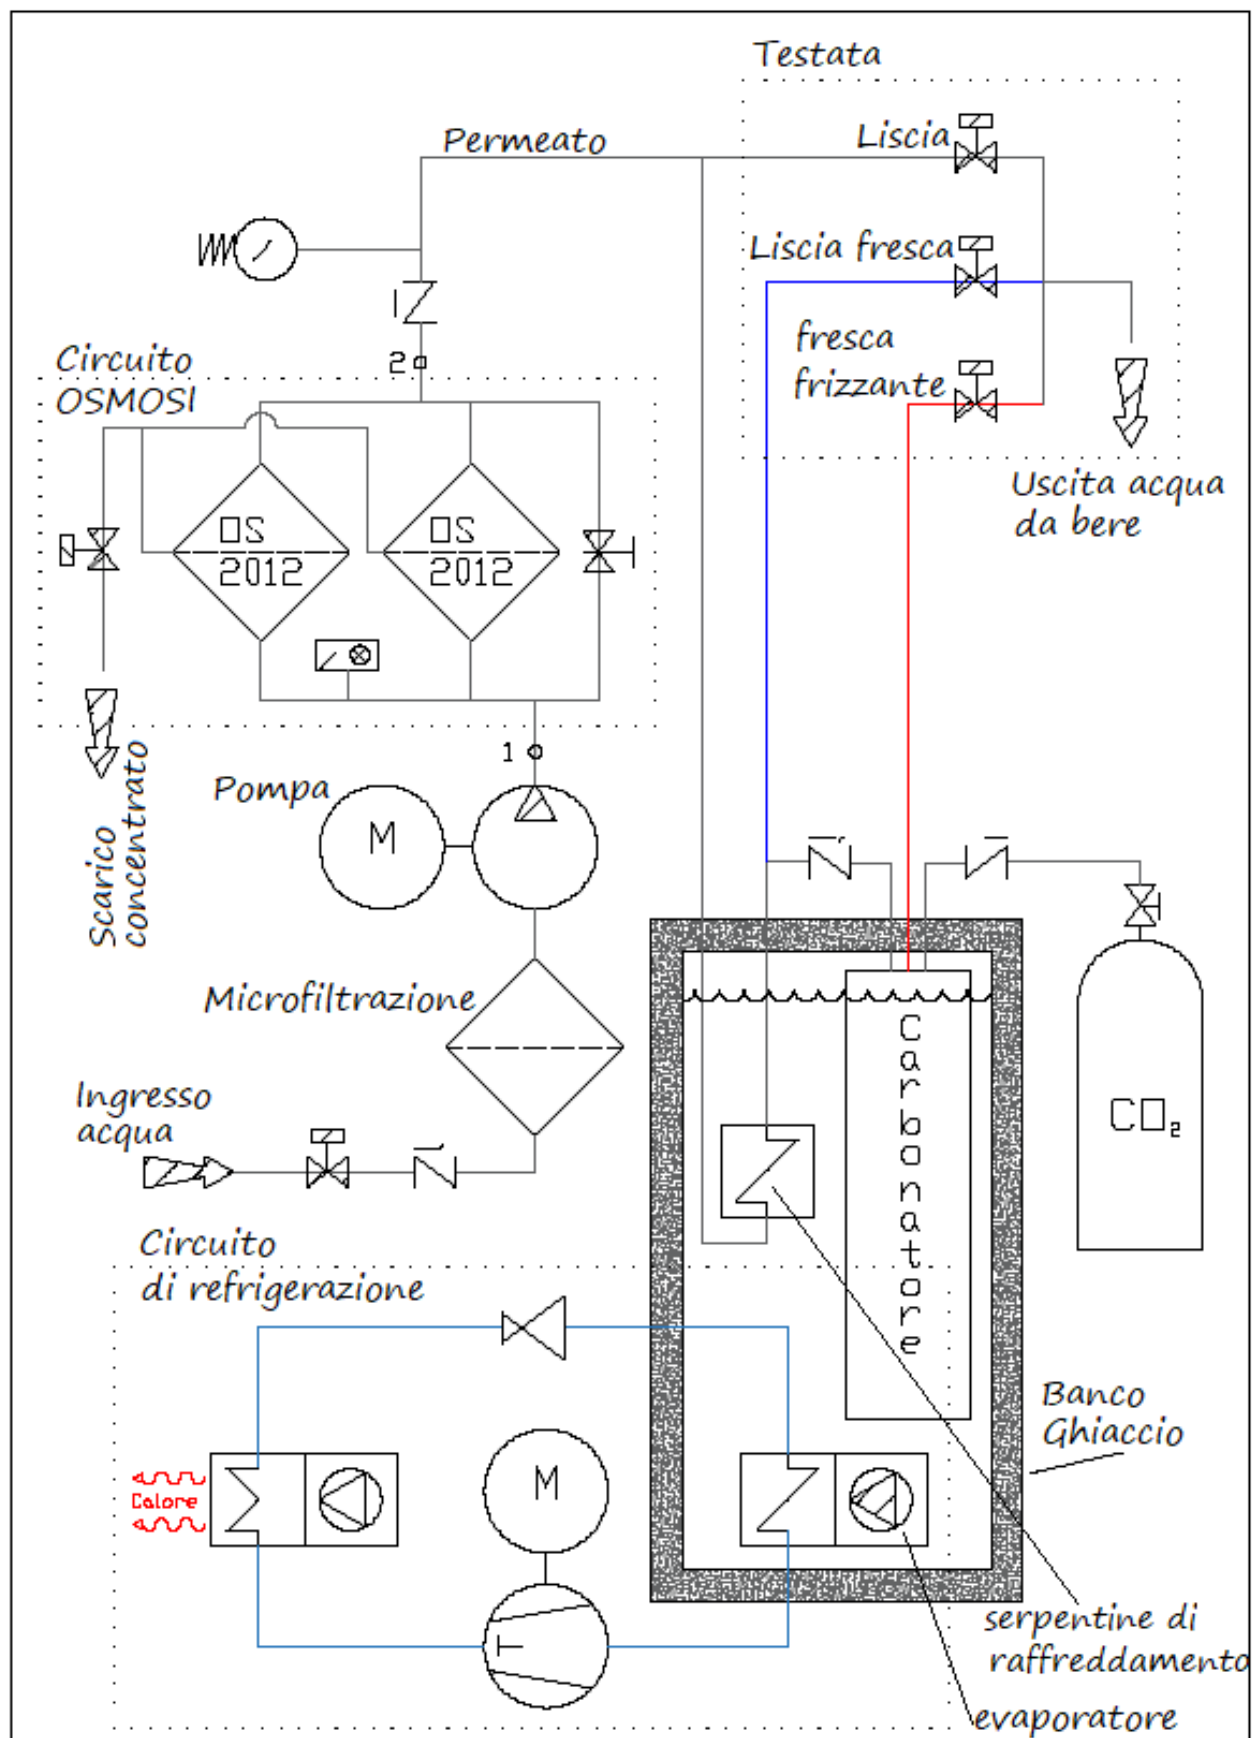 Testata
Permeato
Liscia
Liscia fresca
fresca
frizzante
Circuito
OSMOSI
2
OS
2012
OS
2012
Uscita acqua
da bere
1
Pompa
M
Scarico
concentrato
Microfiltrazione
Ingresso
acqua
Carbonatore
CO₂
Circuito
di refrigerazione
Banco
Ghiaccio
M
Calore
serpentine di
raffreddamento
evaporatore